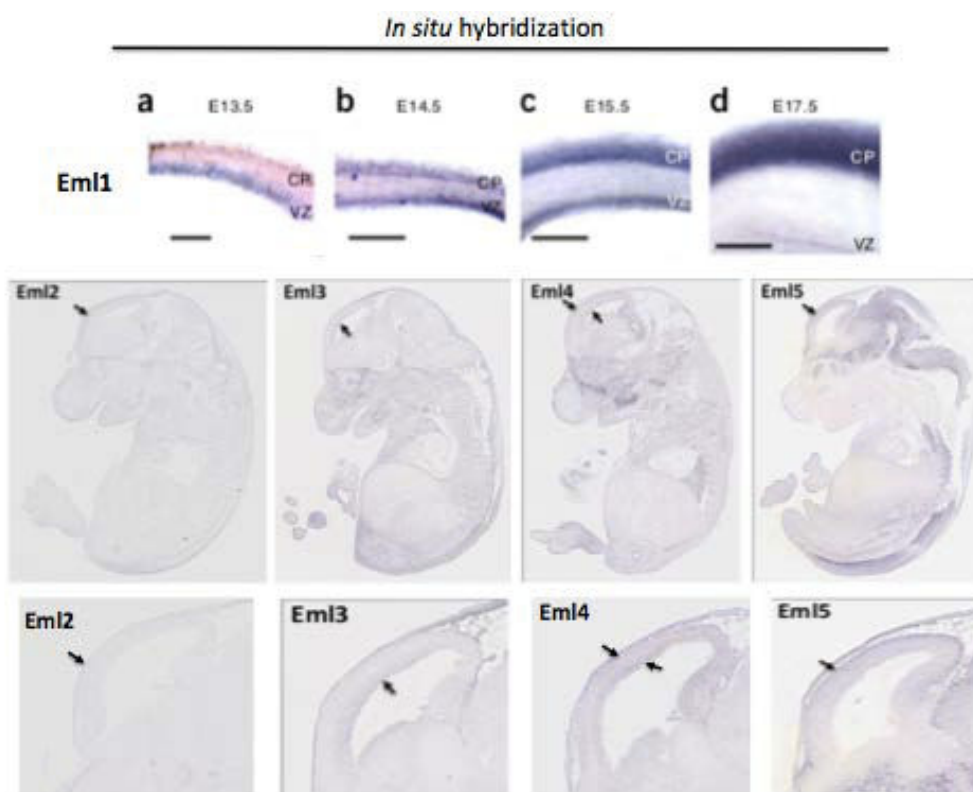 In situ hybridization
a E13.5 b E14.5 c E15.5 d E17.5
Eml1
CP CP CP CP
VZ VZ VZ VZ
Eml2 Eml3 Eml4 Eml5
Eml2 Eml3 Eml4 Eml5